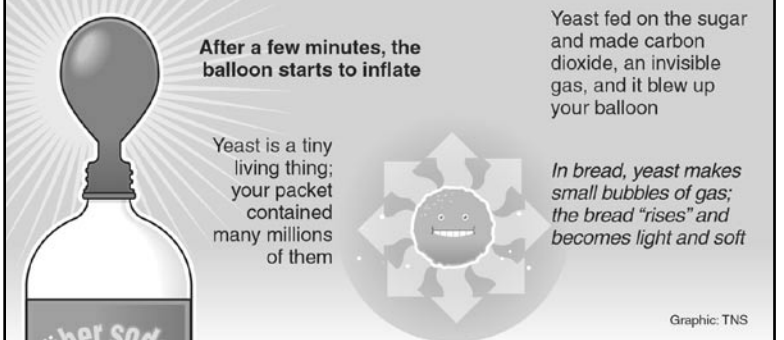 After a few minutes, the
balloon starts to inflate
Yeast is a tiny
living thing;
your packet
contained
many millions
of them
Yeast fed on the sugar
and made carbon
dioxide, an invisible
gas, and it blew up
your balloon
In bread, yeast makes
small bubbles of gas;
the bread “rises” and
becomes light and soft
Graphic: TNS